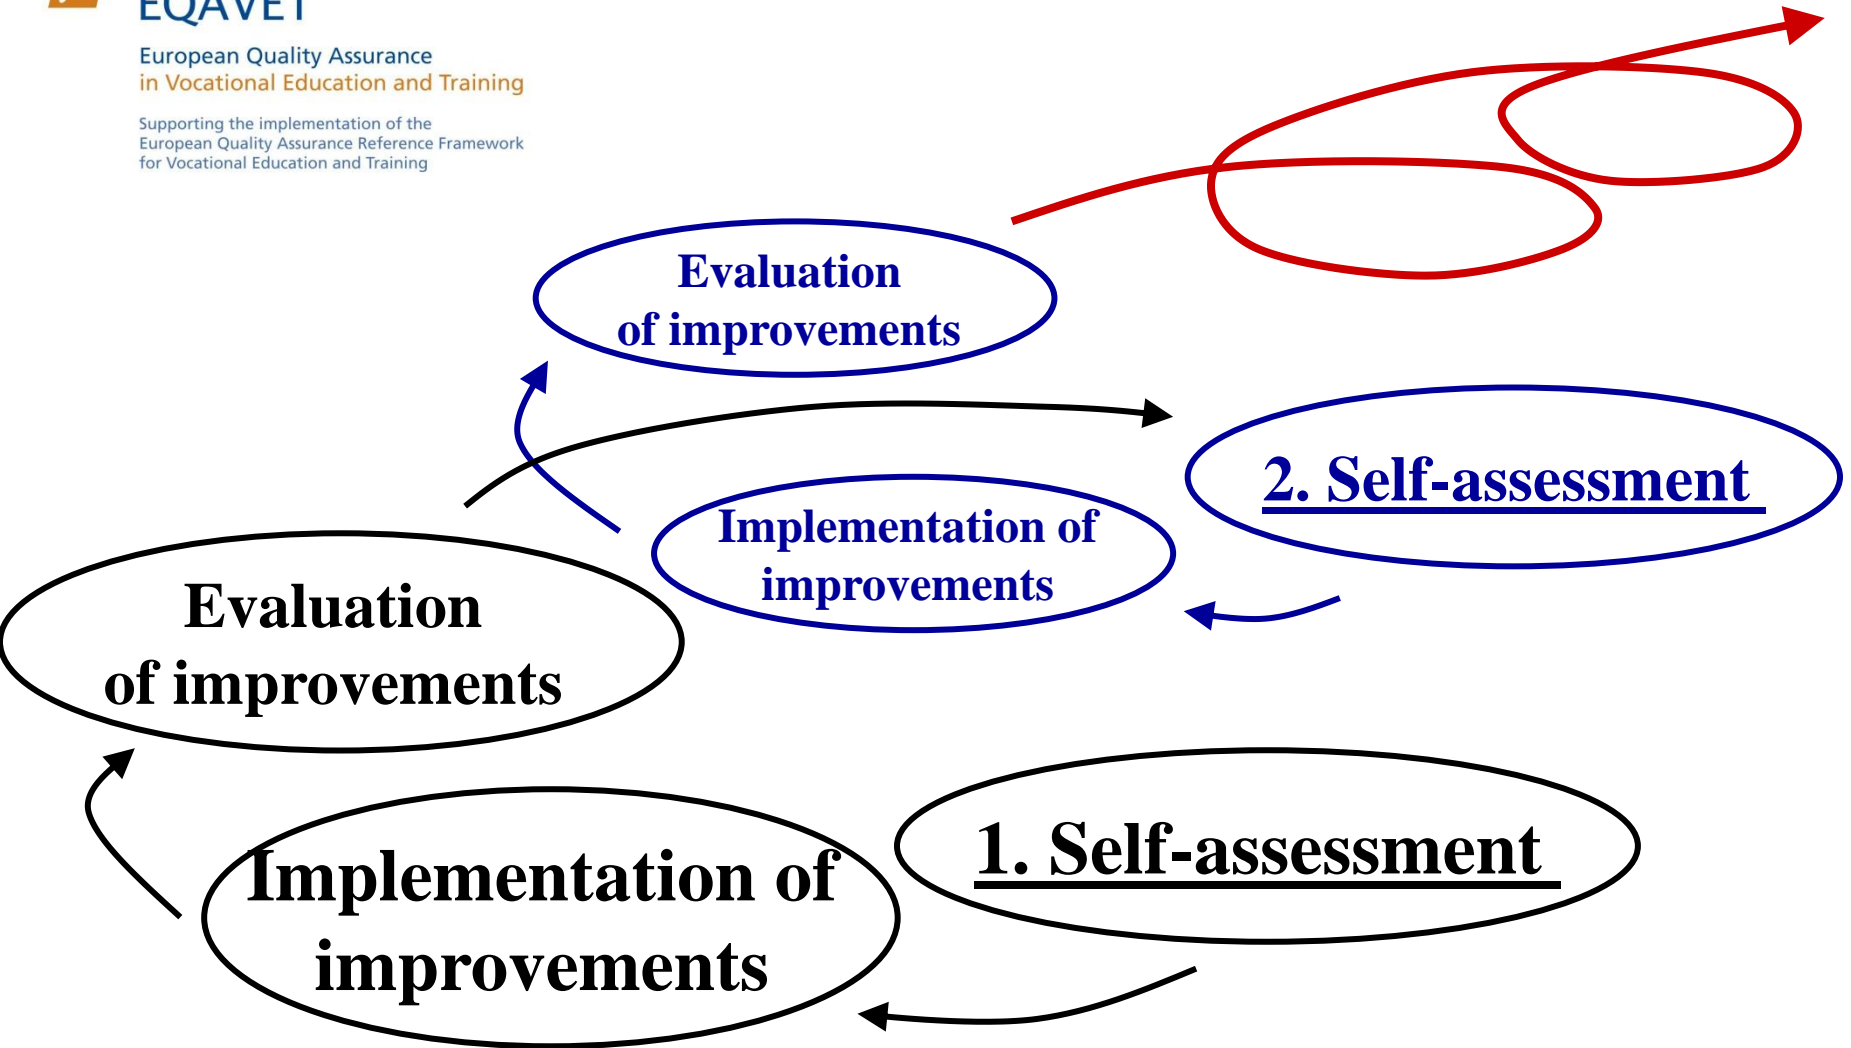 EQAVET
European Quality Assurance
in Vocational Education and Training
Supporting the implementation of the
European Quality Assurance Reference Framework
for Vocational Education and Training
Evaluation
of improvements
2. Self-assessment
Implementation of
improvements
Evaluation
of improvements
1. Self-assessment
Implementation of
improvements